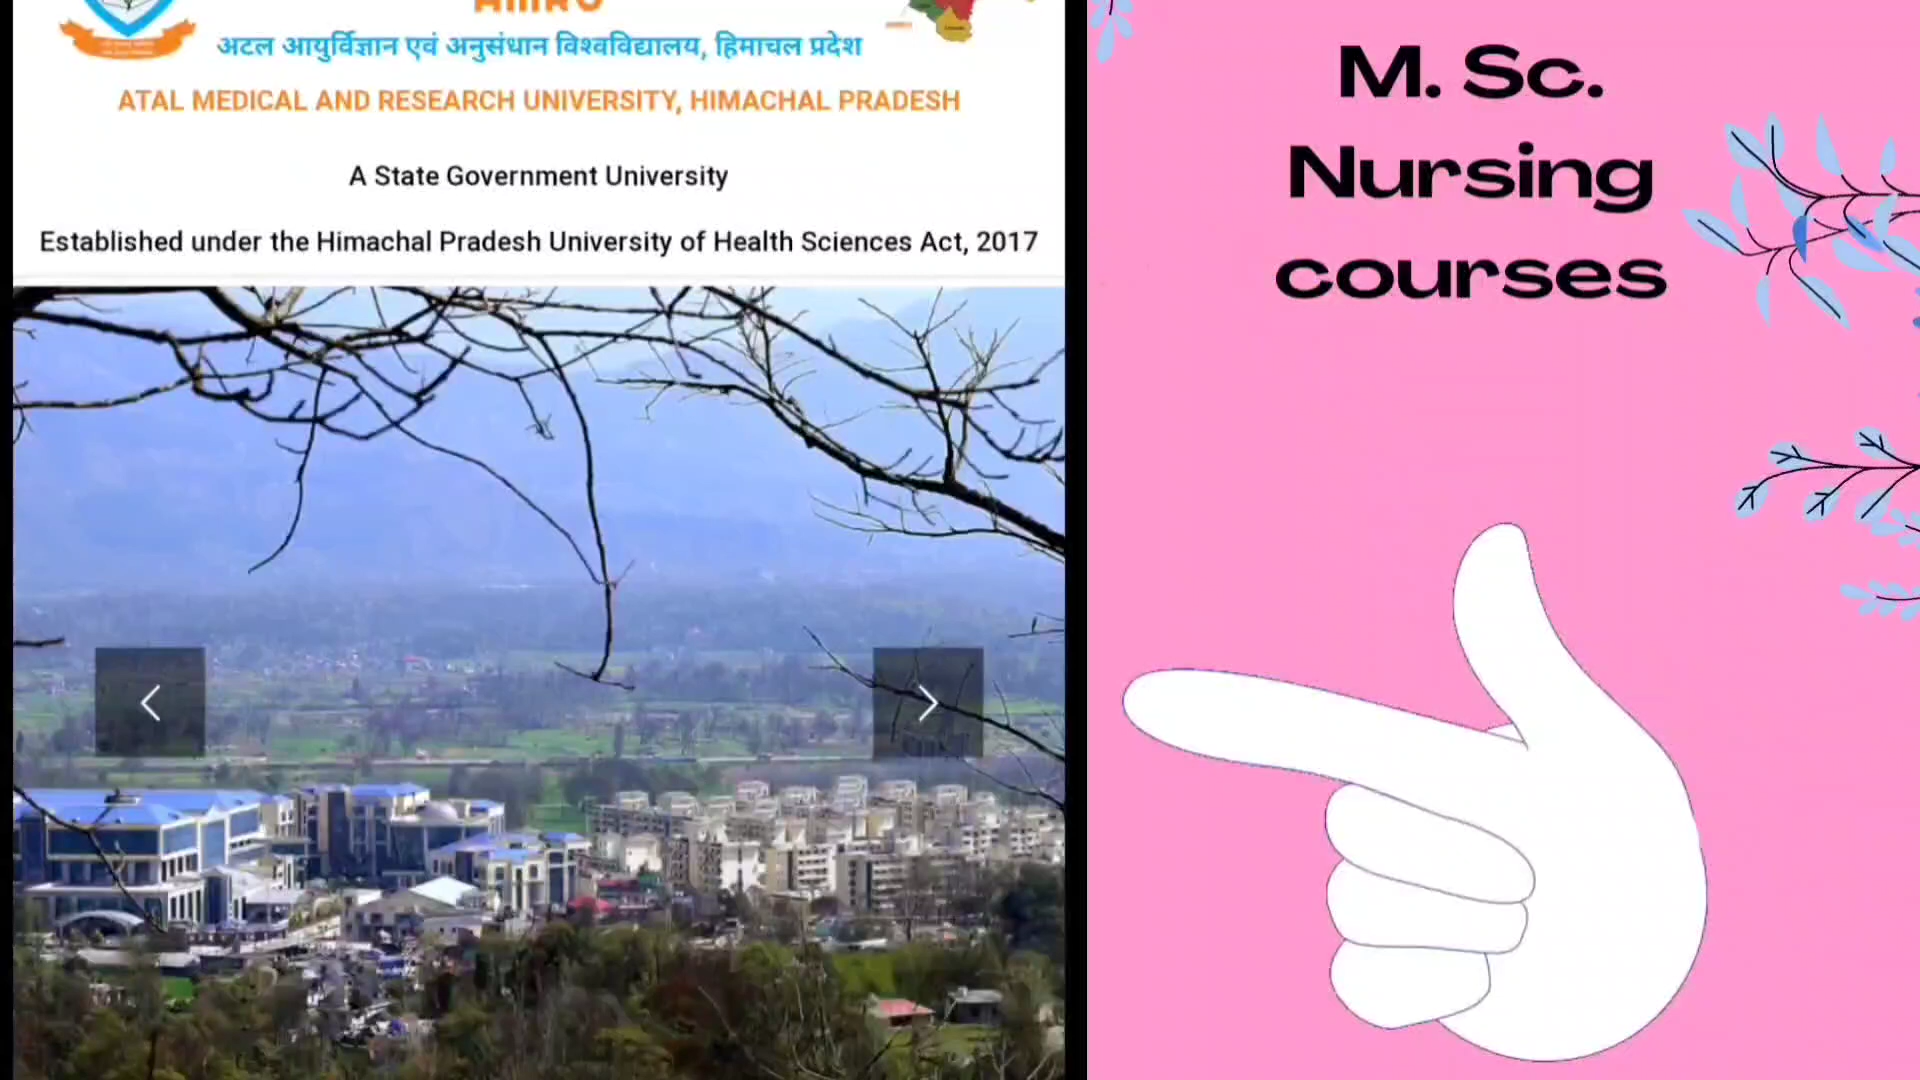 अटल आयुर्विज्ञान एवं अनुसंधान विश्वविद्यालय, हिमाचल प्रदेश
ATAL MEDICAL AND RESEARCH UNIVERSITY, HIMACHAL PRADESH
A State Government University
Established under the Himachal Pradesh University of Health Sciences Act, 2017
M. Sc.
Nursing
courses